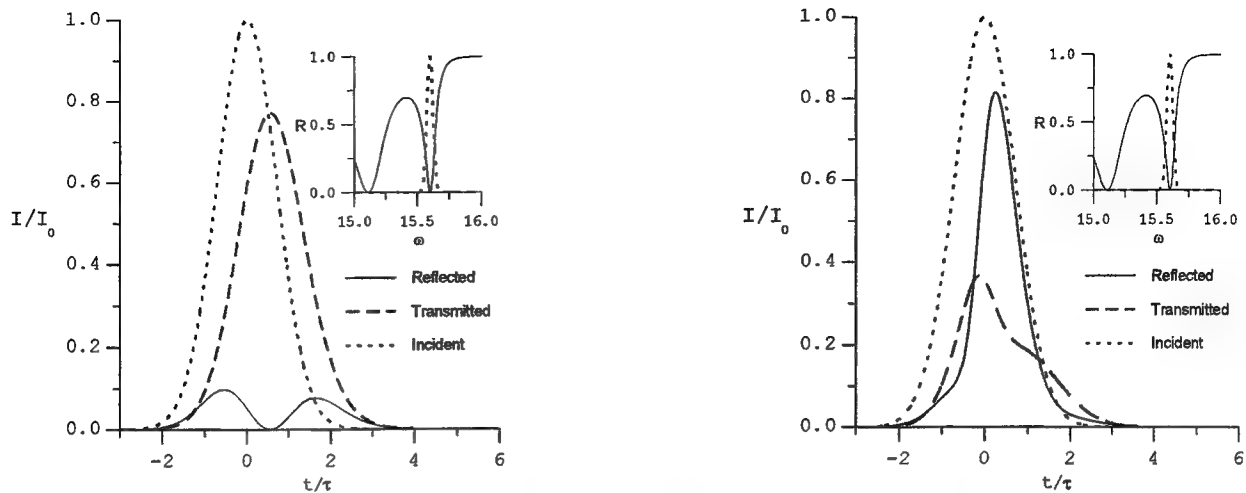 1.0
0.8
0.6
0.4
0.2
0.0
I/I₀
-2
0
2
4
6
t/τ
1.0
R 0.5
0.0
15.0
15.5
16.0
ω
Reflected
Transmitted
Incident
1.0
0.8
0.6
0.4
0.2
0.0
I/I₀
-2
0
2
4
6
t/τ
1.0
R 0.5
0.0
15.0
15.5
16.0
ω
Reflected
Transmitted
Incident